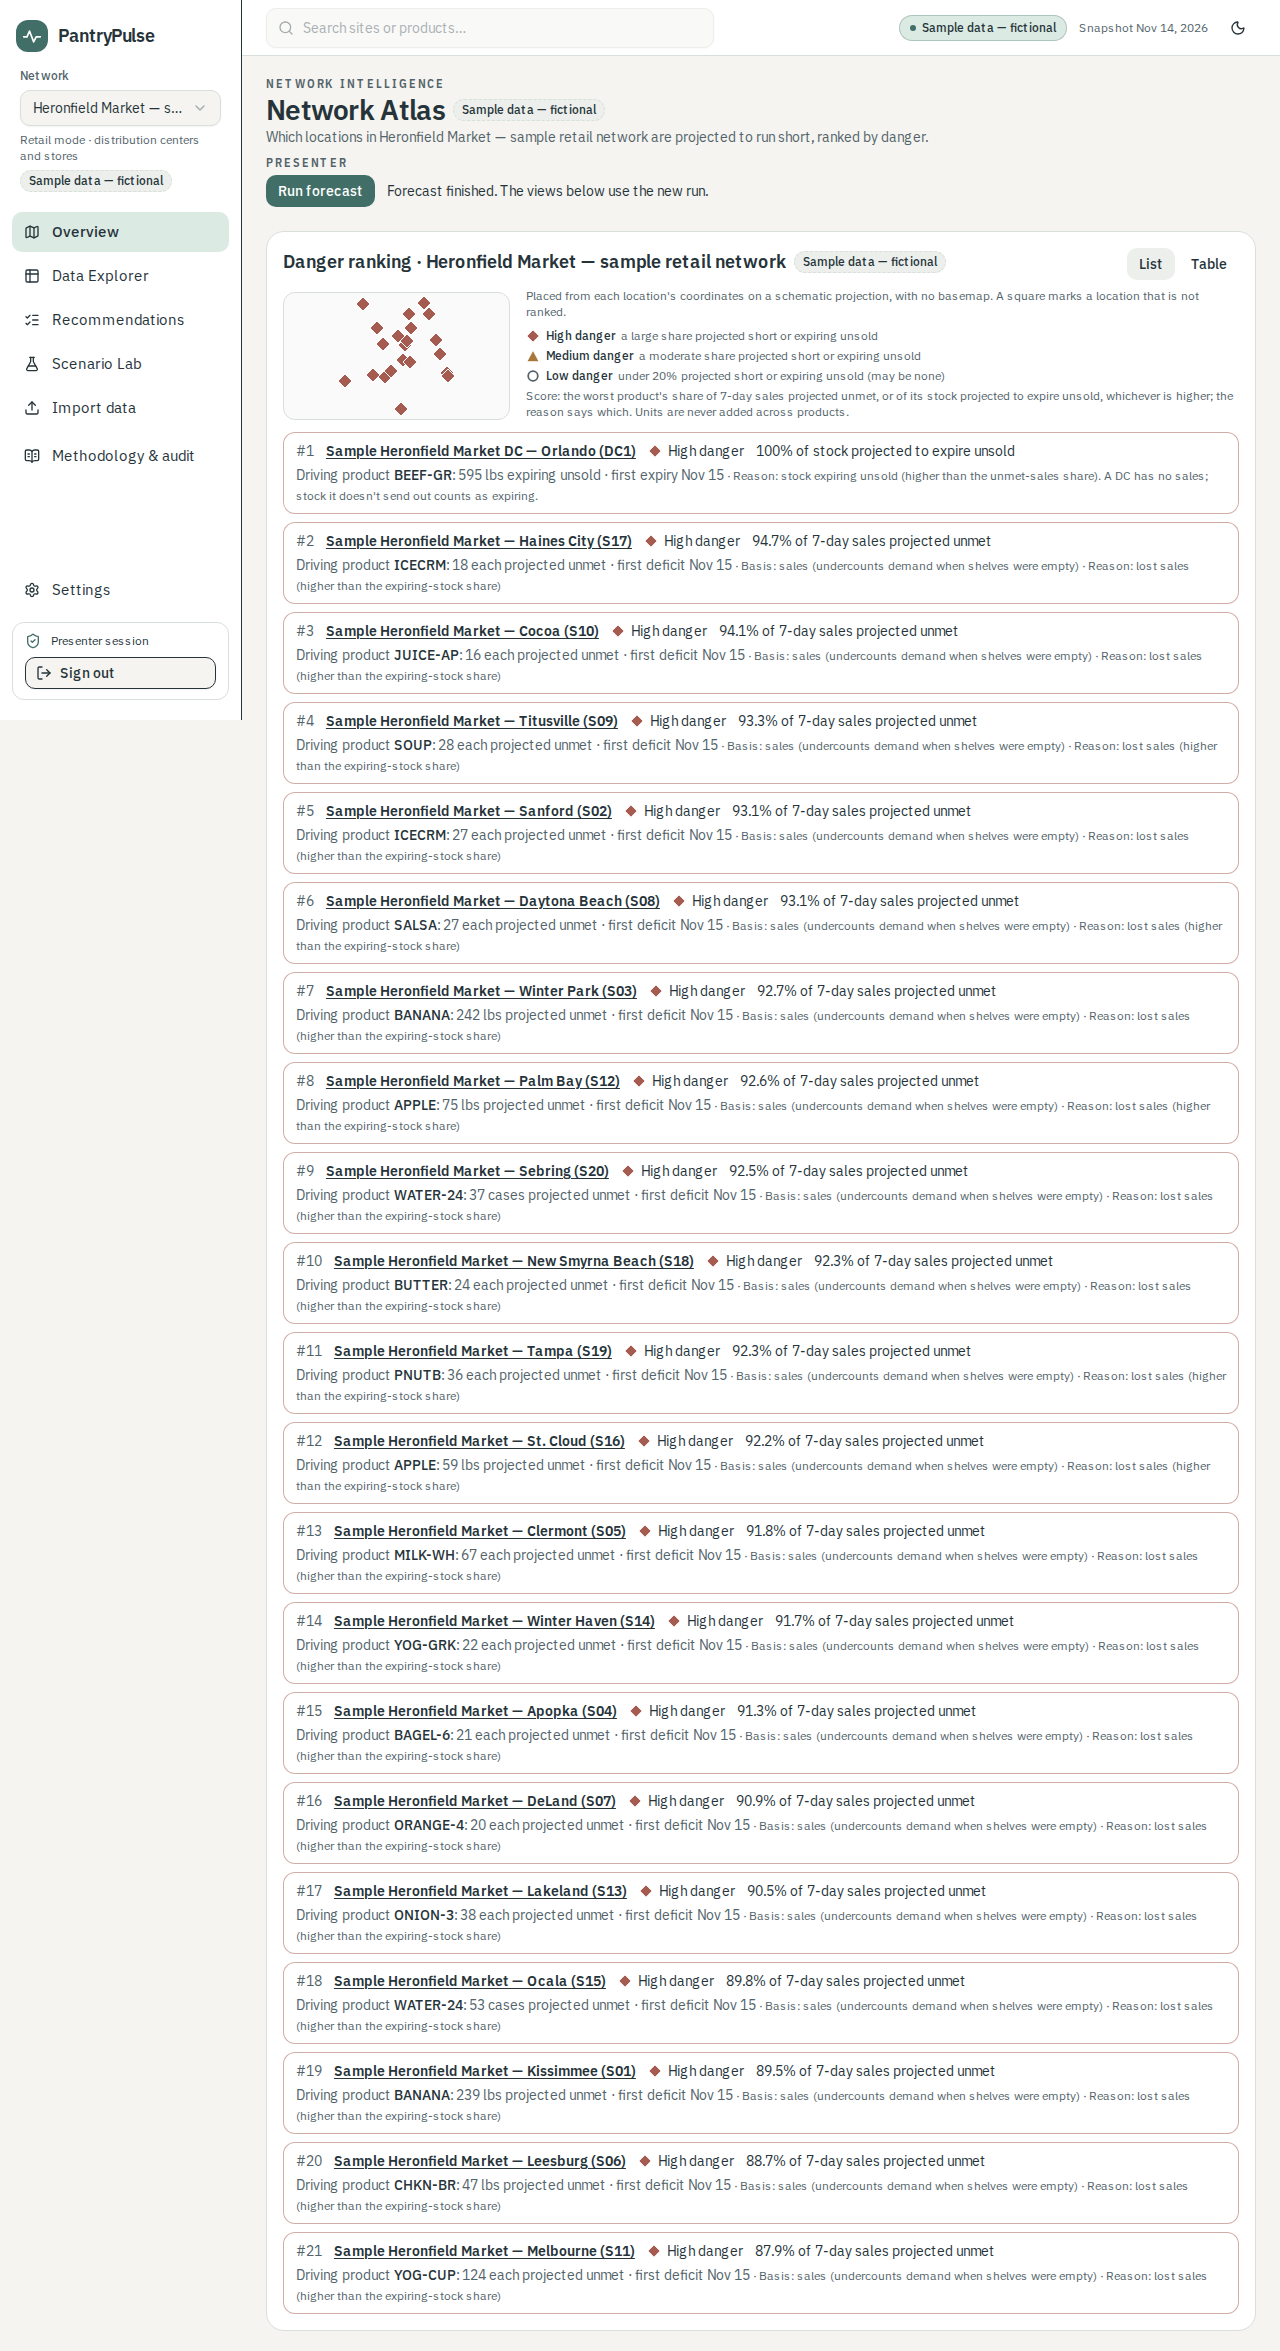 PantryPulse
Network
Heronfield Market — s...
Retail mode · distribution centers
and stores
Sample data — fictional
Overview
Data Explorer
Recommendations
Scenario Lab
Import data
Methodology & audit
Settings
Presenter session
Sign out
Search sites or products...
Sample data — fictional
Snapshot Nov 14, 2026
NETWORK INTELLIGENCE
Network Atlas Sample data — fictional
Which locations in Heronfield Market — sample retail network are projected to run short, ranked by danger.
PRESENTER
Run forecast Forecast finished. The views below use the new run.
Danger ranking · Heronfield Market — sample retail network Sample data — fictional
List Table
Placed from each location's coordinates on a schematic projection, with no basemap. A square marks a location that is not
ranked.
High danger a large share projected short or expiring unsold
Medium danger a moderate share projected short or expiring unsold
Low danger under 20% projected short or expiring unsold (may be none)
Score: the worst product's share of 7-day sales projected unmet, or of its stock projected to expire unsold, whichever is higher; the
reason says which. Units are never added across products.
#1 Sample Heronfield Market DC — Orlando (DC1) High danger 100% of stock projected to expire unsold
Driving product BEEF-GR: 595 lbs expiring unsold · first expiry Nov 15 · Reason: stock expiring unsold (higher than the unmet-sales share). A DC has no sales;
stock it doesn't send out counts as expiring.
#2 Sample Heronfield Market — Haines City (S17) High danger 94.7% of 7-day sales projected unmet
Driving product ICECRM: 18 each projected unmet · first deficit Nov 15 · Basis: sales (undercounts demand when shelves were empty) · Reason: lost sales
(higher than the expiring-stock share)
#3 Sample Heronfield Market — Cocoa (S10) High danger 94.1% of 7-day sales projected unmet
Driving product JUICE-AP: 16 each projected unmet · first deficit Nov 15 · Basis: sales (undercounts demand when shelves were empty) · Reason: lost sales
(higher than the expiring-stock share)
#4 Sample Heronfield Market — Titusville (S09) High danger 93.3% of 7-day sales projected unmet
Driving product SOUP: 28 each projected unmet · first deficit Nov 15 · Basis: sales (undercounts demand when shelves were empty) · Reason: lost sales (higher
than the expiring-stock share)
#5 Sample Heronfield Market — Sanford (S02) High danger 93.1% of 7-day sales projected unmet
Driving product ICECRM: 27 each projected unmet · first deficit Nov 15 · Basis: sales (undercounts demand when shelves were empty) · Reason: lost sales
(higher than the expiring-stock share)
#6 Sample Heronfield Market — Daytona Beach (S08) High danger 93.1% of 7-day sales projected unmet
Driving product SALSA: 27 each projected unmet · first deficit Nov 15 · Basis: sales (undercounts demand when shelves were empty) · Reason: lost sales (higher
than the expiring-stock share)
#7 Sample Heronfield Market — Winter Park (S03) High danger 92.7% of 7-day sales projected unmet
Driving product BANANA: 242 lbs projected unmet · first deficit Nov 15 · Basis: sales (undercounts demand when shelves were empty) · Reason: lost sales
(higher than the expiring-stock share)
#8 Sample Heronfield Market — Palm Bay (S12) High danger 92.6% of 7-day sales projected unmet
Driving product APPLE: 75 lbs projected unmet · first deficit Nov 15 · Basis: sales (undercounts demand when shelves were empty) · Reason: lost sales (higher
than the expiring-stock share)
#9 Sample Heronfield Market — Sebring (S20) High danger 92.5% of 7-day sales projected unmet
Driving product WATER-24: 37 cases projected unmet · first deficit Nov 15 · Basis: sales (undercounts demand when shelves were empty) · Reason: lost sales
(higher than the expiring-stock share)
#10 Sample Heronfield Market — New Smyrna Beach (S18) High danger 92.3% of 7-day sales projected unmet
Driving product BUTTER: 24 each projected unmet · first deficit Nov 15 · Basis: sales (undercounts demand when shelves were empty) · Reason: lost sales
(higher than the expiring-stock share)
#11 Sample Heronfield Market — Tampa (S19) High danger 92.3% of 7-day sales projected unmet
Driving product PNUTB: 36 each projected unmet · first deficit Nov 15 · Basis: sales (undercounts demand when shelves were empty) · Reason: lost sales (higher
than the expiring-stock share)
#12 Sample Heronfield Market — St. Cloud (S16) High danger 92.2% of 7-day sales projected unmet
Driving product APPLE: 59 lbs projected unmet · first deficit Nov 15 · Basis: sales (undercounts demand when shelves were empty) · Reason: lost sales (higher
than the expiring-stock share)
#13 Sample Heronfield Market — Clermont (S05) High danger 91.8% of 7-day sales projected unmet
Driving product MILK-WH: 67 each projected unmet · first deficit Nov 15 · Basis: sales (undercounts demand when shelves were empty) · Reason: lost sales
(higher than the expiring-stock share)
#14 Sample Heronfield Market — Winter Haven (S14) High danger 91.7% of 7-day sales projected unmet
Driving product YOG-GRK: 22 each projected unmet · first deficit Nov 15 · Basis: sales (undercounts demand when shelves were empty) · Reason: lost sales
(higher than the expiring-stock share)
#15 Sample Heronfield Market — Apopka (S04) High danger 91.3% of 7-day sales projected unmet
Driving product BAGEL-6: 21 each projected unmet · first deficit Nov 15 · Basis: sales (undercounts demand when shelves were empty) · Reason: lost sales
(higher than the expiring-stock share)
#16 Sample Heronfield Market — DeLand (S07) High danger 90.9% of 7-day sales projected unmet
Driving product ORANGE-4: 20 each projected unmet · first deficit Nov 15 · Basis: sales (undercounts demand when shelves were empty) · Reason: lost sales
(higher than the expiring-stock share)
#17 Sample Heronfield Market — Lakeland (S13) High danger 90.5% of 7-day sales projected unmet
Driving product ONION-3: 38 each projected unmet · first deficit Nov 15 · Basis: sales (undercounts demand when shelves were empty) · Reason: lost sales
(higher than the expiring-stock share)
#18 Sample Heronfield Market — Ocala (S15) High danger 89.8% of 7-day sales projected unmet
Driving product WATER-24: 53 cases projected unmet · first deficit Nov 15 · Basis: sales (undercounts demand when shelves were empty) · Reason: lost sales
(higher than the expiring-stock share)
#19 Sample Heronfield Market — Kissimmee (S01) High danger 89.5% of 7-day sales projected unmet
Driving product BANANA: 239 lbs projected unmet · first deficit Nov 15 · Basis: sales (undercounts demand when shelves were empty) · Reason: lost sales
(higher than the expiring-stock share)
#20 Sample Heronfield Market — Leesburg (S06) High danger 88.7% of 7-day sales projected unmet
Driving product CHKN-BR: 47 lbs projected unmet · first deficit Nov 15 · Basis: sales (undercounts demand when shelves were empty) · Reason: lost sales
(higher than the expiring-stock share)
#21 Sample Heronfield Market — Melbourne (S11) High danger 87.9% of 7-day sales projected unmet
Driving product YOG-CUP: 124 each projected unmet · first deficit Nov 15 · Basis: sales (undercounts demand when shelves were empty) · Reason: lost sales
(higher than the expiring-stock share)